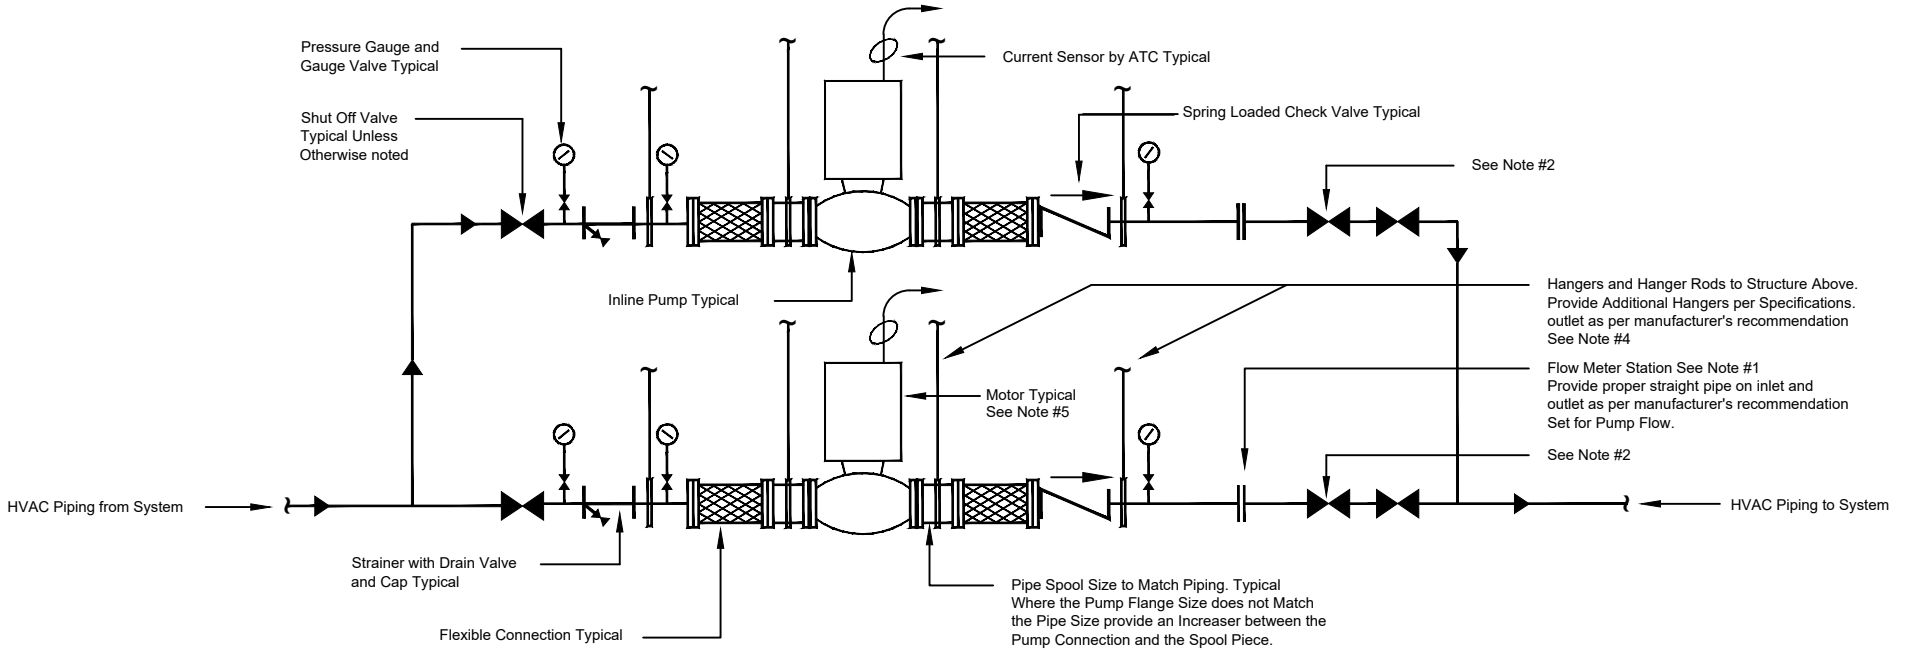 Pressure Gauge and
Gauge Valve Typical
Current Sensor by ATC Typical
Shut Off Valve
Typical Unless
Otherwise noted
Spring Loaded Check Valve Typical
See Note #2
Inline Pump Typical
Hangers and Hanger Rods to Structure Above.
Provide Additional Hangers per Specifications.
outlet as per manufacturer's recommendation
See Note #4
Flow Meter Station See Note #1
Provide proper straight pipe on inlet and
outlet as per manufacturer's recommendation
Set for Pump Flow.
Motor Typical
See Note #5
See Note #2
HVAC Piping from System
HVAC Piping to System
Strainer with Drain Valve
and Cap Typical
Pipe Spool Size to Match Piping. Typical
Where the Pump Flange Size does not Match
the Pipe Size provide an Increaser between the
Pump Connection and the Spool Piece.
Flexible Connection Typical